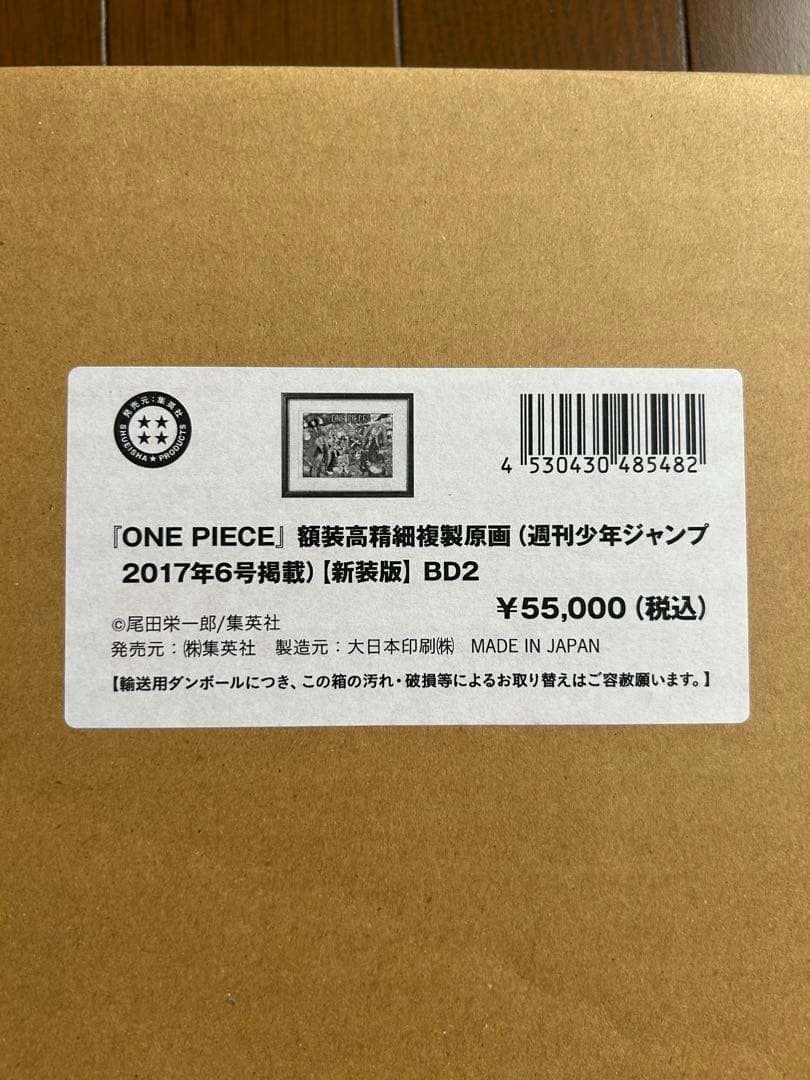 発売元:集英社
SHUEISHA★PRODUCTS
ONE PIECE
4 530430 485482
『ONE PIECE』額装高精細複製原画(週刊少年ジャンプ
2017年6号掲載)【新装版】BD2
¥55,000(税込)
©尾田栄一郎/集英社
発売元:㈱集英社 製造元:大日本印刷㈱ MADE IN JAPAN
【輸送用ダンボールにつき、この箱の汚れ・破損等によるお取り替えはご容赦願います。】